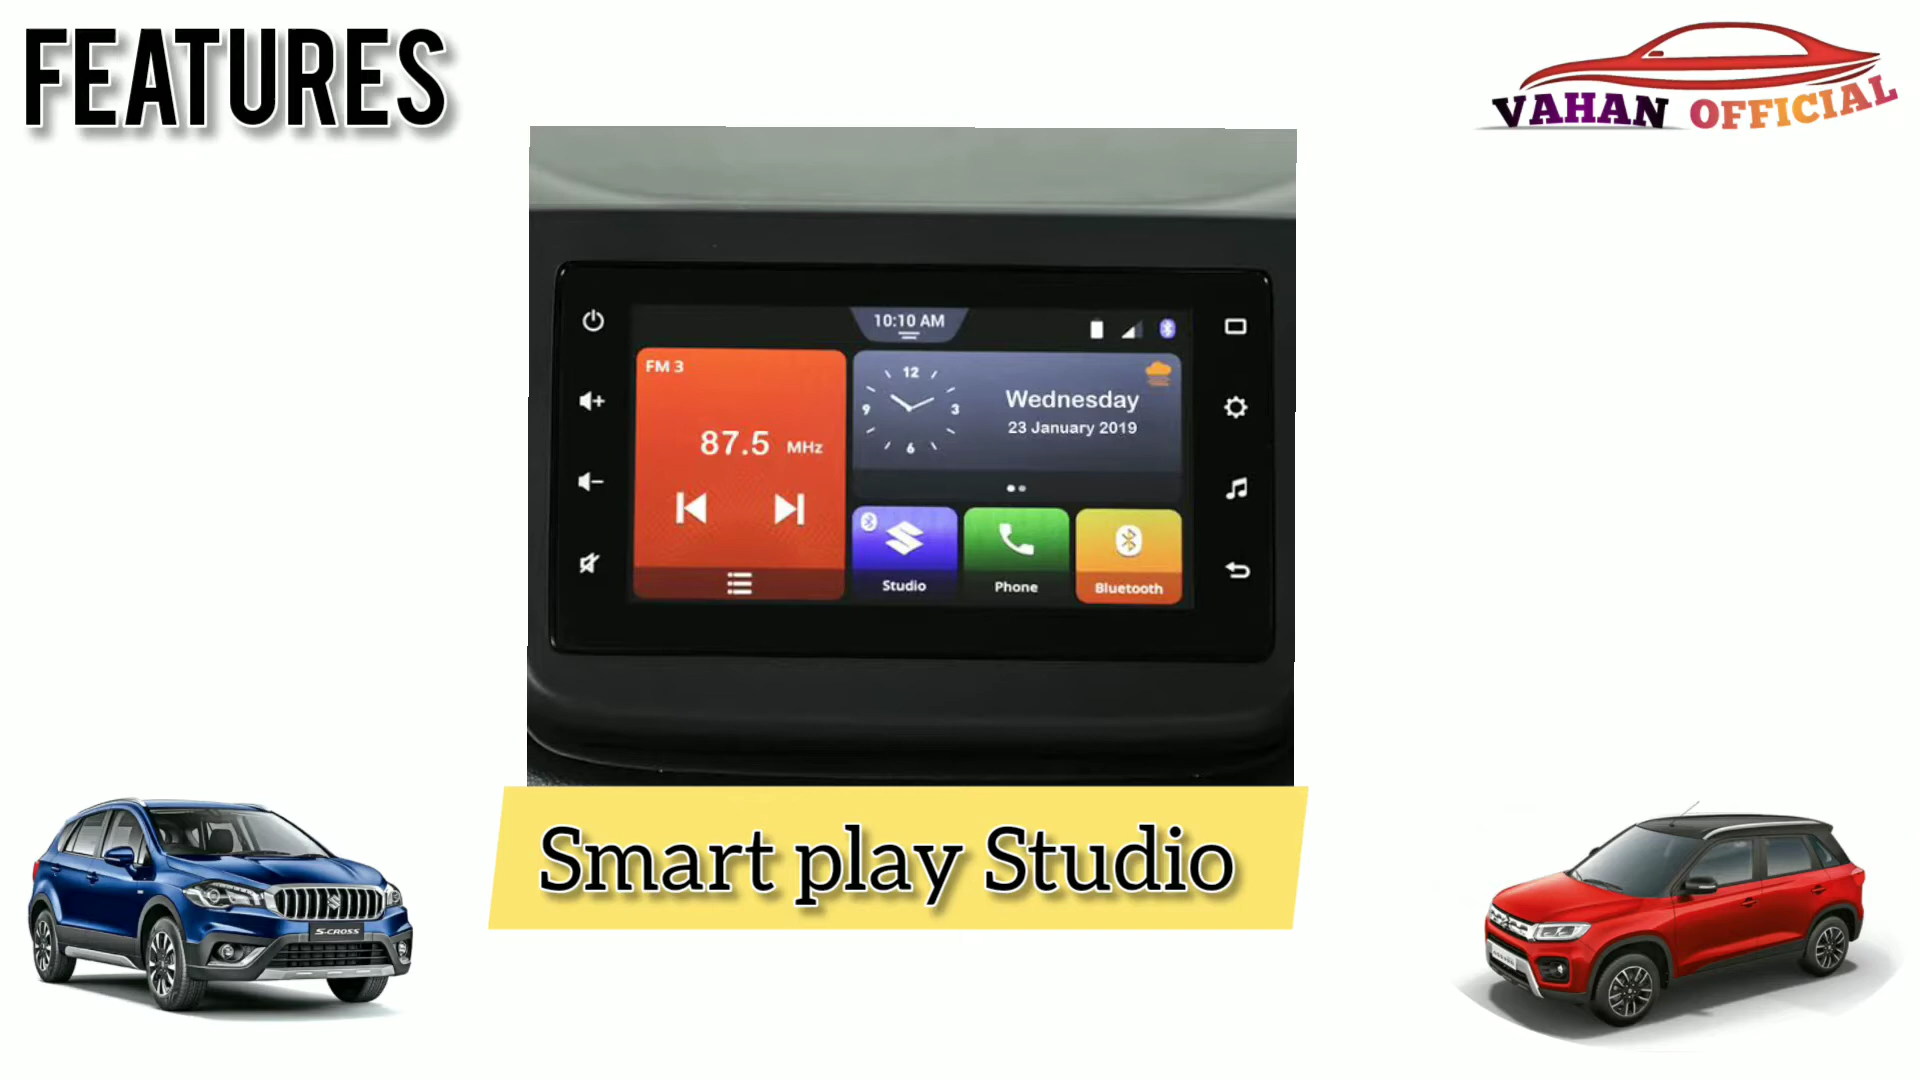 FEATURES
VAHAN OFFICIAL
10:10 AM
FM 3
87.5 MHz
12
9
3
6
Wednesday
23 January 2019
Studio
Phone
Bluetooth
Smart play Studio
S-CROSS